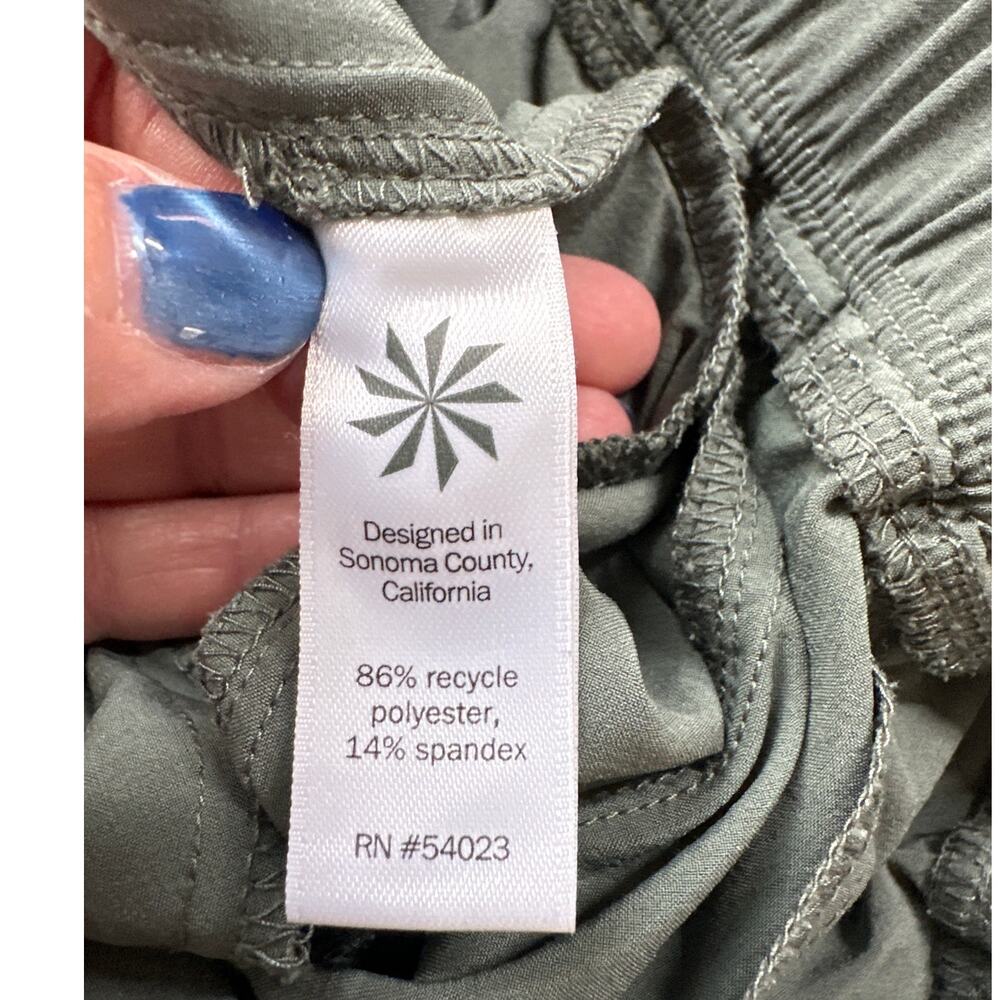 Designed in
Sonoma County,
California
86% recycle
polyester,
14% spandex
RN #54023